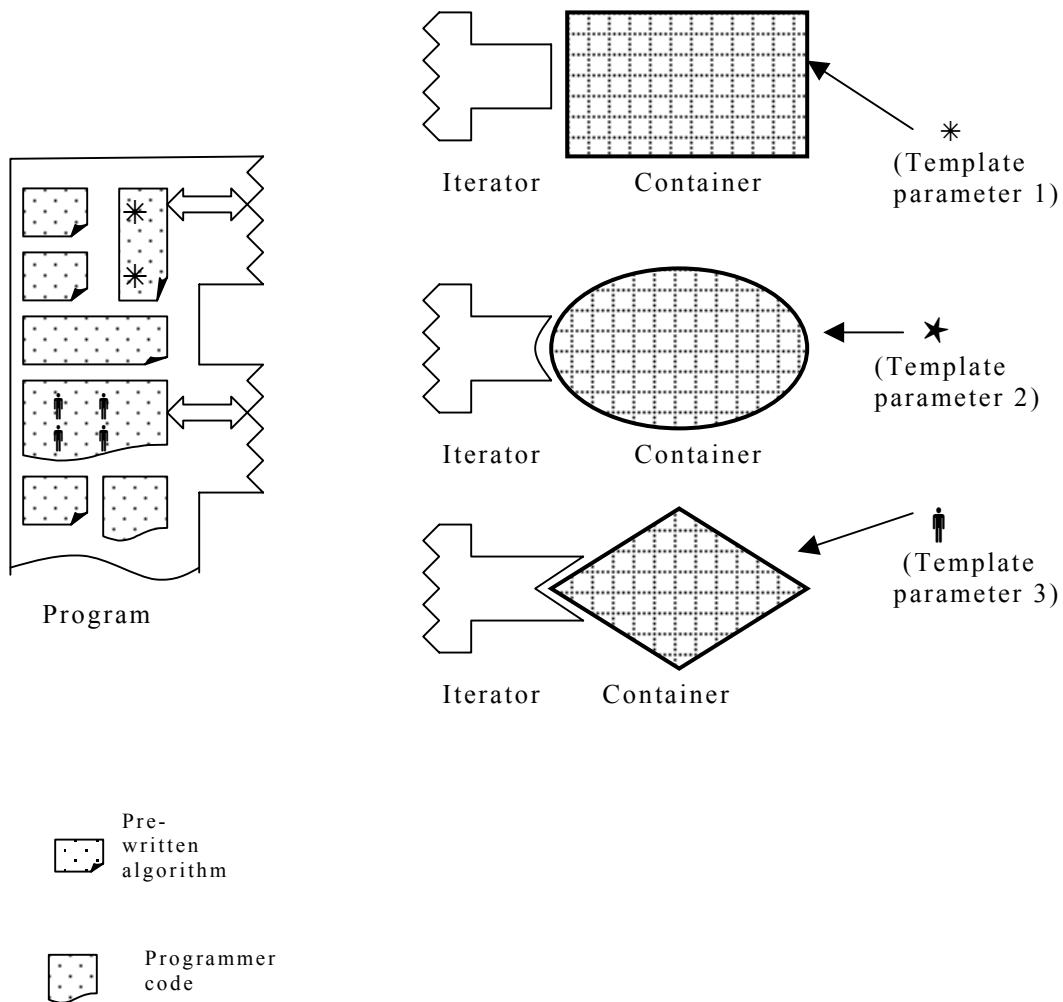 Iterator
Container
(Template
parameter 1)
Iterator
Container
(Template
parameter 2)
Program
Iterator
Container
(Template
parameter 3)
Pre-
written
algorithm
Programmer
code